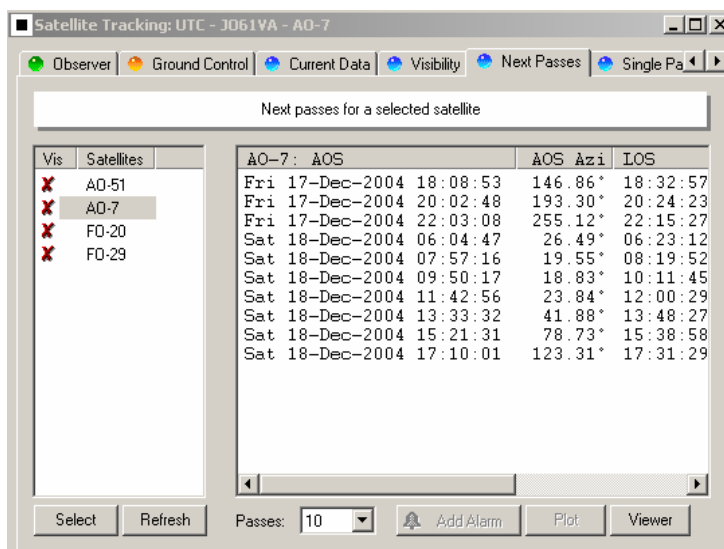 Satellite Tracking: UTC - JO61VA - AO-7
Observer Ground Control Current Data Visibility Next Passes Single Pa
Next passes for a selected satellite
Vis Satellites
AO-51
AO-7
FO-20
FO-29
AO-7: AOS AOS Azi LOS
Fri 17-Dec-2004 18:08:53 146.86° 18:32:57
Fri 17-Dec-2004 20:02:48 193.30° 20:24:23
Fri 17-Dec-2004 22:03:08 255.12° 22:15:27
Sat 18-Dec-2004 06:04:47 26.49° 06:23:12
Sat 18-Dec-2004 07:57:16 19.55° 08:19:52
Sat 18-Dec-2004 09:50:17 18.83° 10:11:45
Sat 18-Dec-2004 11:42:56 23.84° 12:00:29
Sat 18-Dec-2004 13:33:32 41.88° 13:48:27
Sat 18-Dec-2004 15:21:31 78.73° 15:38:58
Sat 18-Dec-2004 17:10:01 123.31° 17:31:29
Select Refresh Passes: 10 Add Alarm Plot Viewer